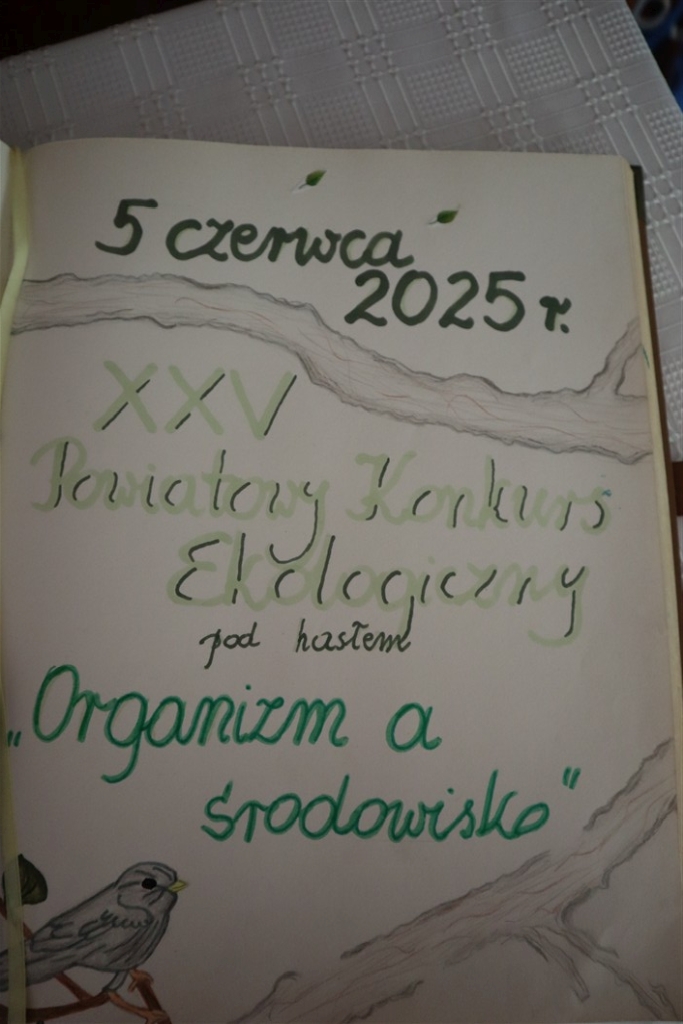 5 czerwca
2025 r.
XXV
Powiatowy Konkurs
Ekologiczny
pod hasłem
„Organizm a
środowisko"